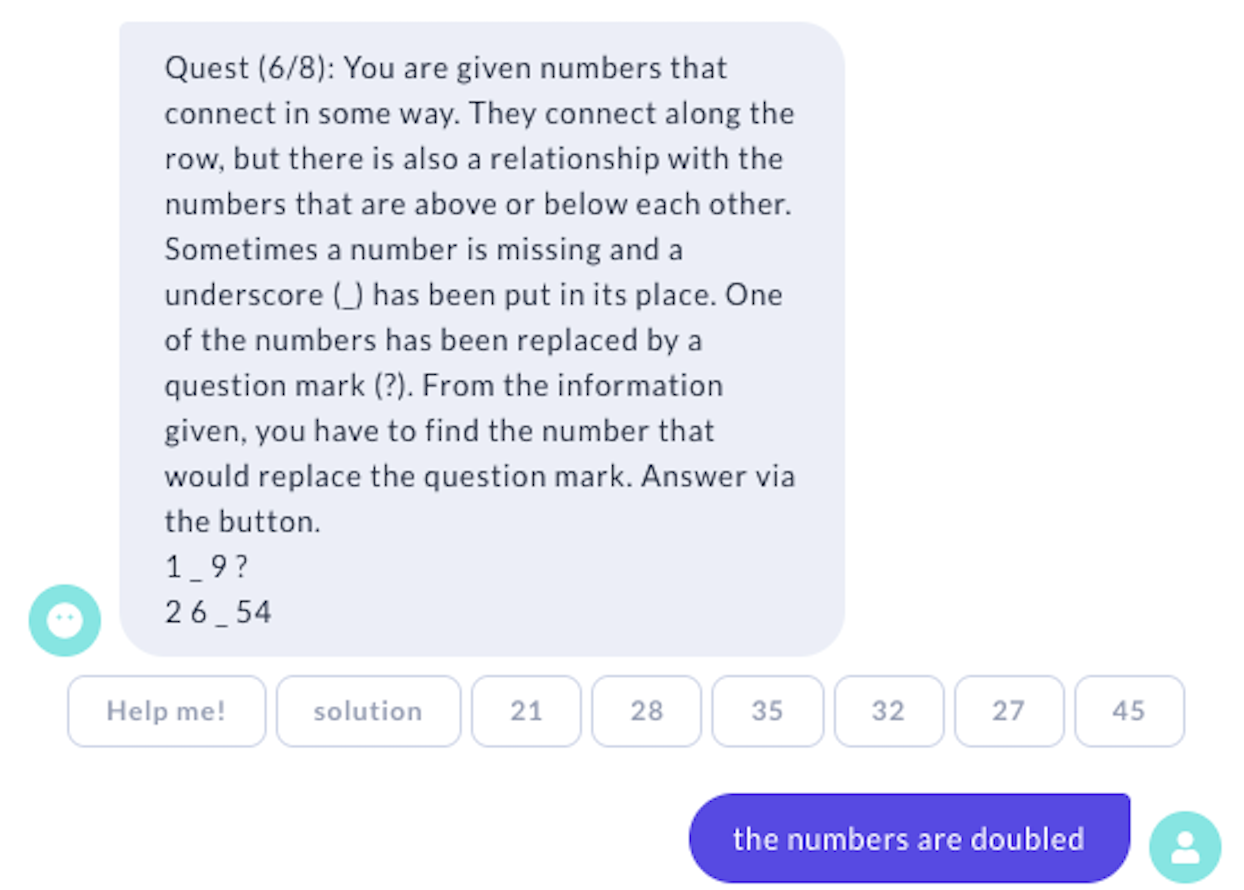 Quest (6/8): You are given numbers that
connect in some way. They connect along the
row, but there is also a relationship with the
numbers that are above or below each other.
Sometimes a number is missing and a
underscore (_) has been put in its place. One
of the numbers has been replaced by a
question mark (?). From the information
given, you have to find the number that
would replace the question mark. Answer via
the button.
1 _ 9 ?
2 6 _ 54
Help me! solution 21 28 35 32 27 45
the numbers are doubled